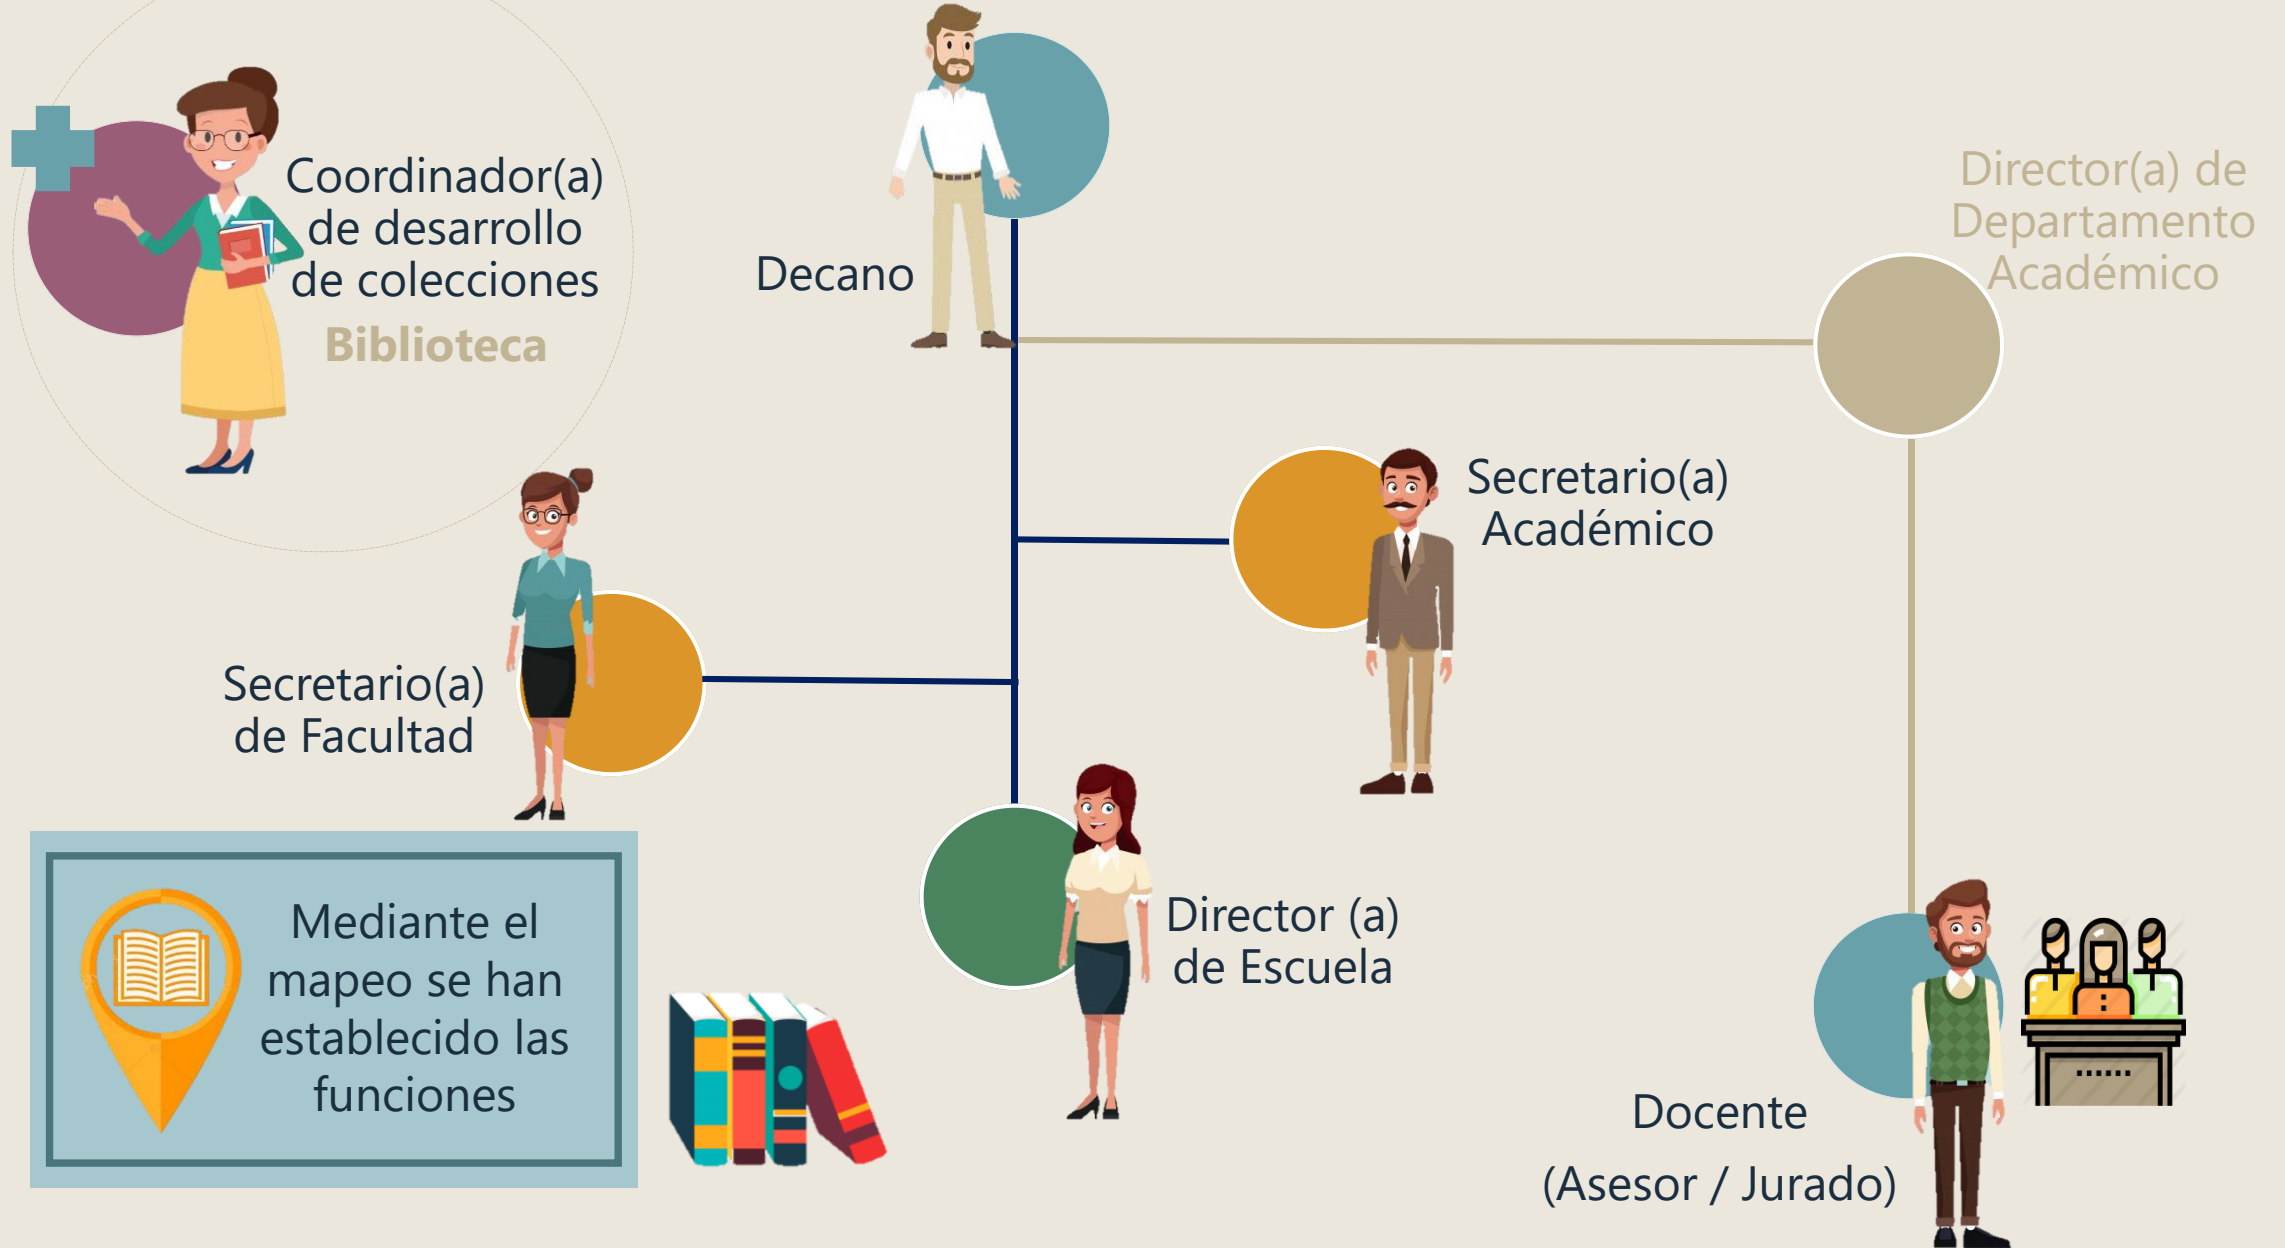 Coordinador(a)
de desarrollo
de colecciones
Biblioteca
Decano
Director(a) de
Departamento
Académico
Secretario(a)
Académico
Secretario(a)
de Facultad
Director (a)
de Escuela
Mediante el
mapeo se han
establecido las
funciones
Docente
(Asesor / Jurado)